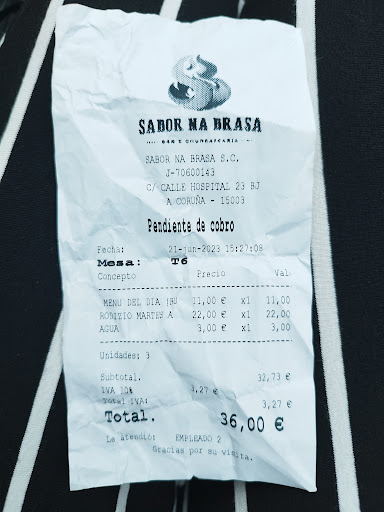 SABOR NA BRASA
BAR E CHURRASCARIA
SABOR NA BRASA S.C.
J-70600143
C/ CALLE HOSPITAL 23 BJ
A CORUÑA - 15003
Pendiente de cobro
Fecha: 21-jun-2023 15:27:08
Mesa: T6
Concepto Precio Val
MENU DEL DIA (BU 11,00 € x1 11,00
RODIZIO MARTES A 22,00 € x1 22,00
AGUA 3,00 € x1 3,00
Unidades: 3
Subtotal. 32,73 €
IVA 10% 3,27 €
Total IVA: 3,27 €
Total. 36,00 €
Le atendió: EMPLEADO 2
Gracias por su visita.